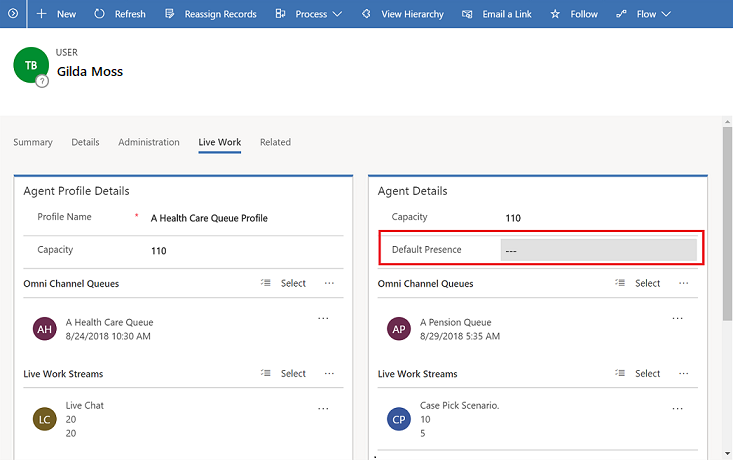 New Refresh Reassign Records Process View Hierarchy Email a Link Follow Flow
TB
?
USER
Gilda Moss
Summary Details Administration Live Work Related
Agent Profile Details
Profile Name * A Health Care Queue Profile
Capacity 110
Omni Channel Queues Select ...
AH
A Health Care Queue ...
8/24/2018 10:30 AM
Live Work Streams Select ...
LC
Live Chat ...
20
20
Agent Details
Capacity 110
Default Presence ---
Omni Channel Queues Select ...
AP
A Pension Queue ...
8/29/2018 5:35 AM
Live Work Streams Select ...
CP
Case Pick Scenario. ...
10
5